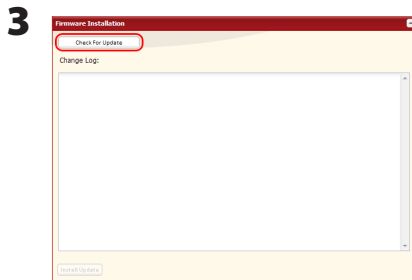 3
Firmware Installation
Check For Update
Change Log:
Install Update